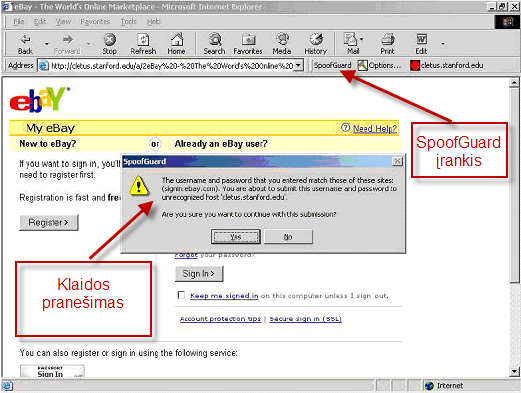 eBay - The World's Online Marketplace - Microsoft Internet Explorer
File Edit View Favorites Tools Help
Back Forward Stop Refresh Home Search Favorites Media History Mail Print Edit
Address http://cletus.stanford.edu/a/2eBay%20-%20The%20World's%20Online%20 SpoofGuard Options... cletus.stanford.edu
ebaY
My eBay
Need Help?
New to eBay? or Already an eBay user?
If you want to sign in, you'll
need to register first.
Registration is fast and free
Register >
SpoofGuard
The username and password that you entered match those of these sites:
(signin.ebay.com). You are about to submit this username and password to
unrecognized host 'cletus.stanford.edu'.
Are you sure you want to continue with this submission?
Yes No
Forgot your password?
Sign In >
Keep me signed in on this computer unless I sign out.
Account protection tips | Secure sign in (SSL)
You can also register or sign in using the following service:
PASSPORT
Sign In
Internet
SpoofGuard
įrankis
Klaidos
pranešimas